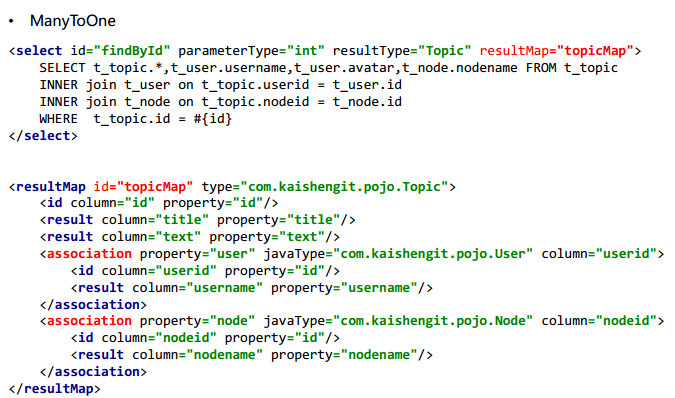 • ManyToOne
<select id="findById" parameterType="int" resultType="Topic" resultMap="topicMap">
    SELECT t_topic.*,t_user.username,t_user.avatar,t_node.nodename FROM t_topic
    INNER join t_user on t_topic.userid = t_user.id
    INNER join t_node on t_topic.nodeid = t_node.id
    WHERE  t_topic.id = #{id}
</select>
<resultMap id="topicMap" type="com.kaishengit.pojo.Topic">
    <id column="id" property="id"/>
    <result column="title" property="title"/>
    <result column="text" property="text"/>
    <association property="user" javaType="com.kaishengit.pojo.User" column="userid">
        <id column="userid" property="id"/>
        <result column="username" property="username"/>
    </association>
    <association property="node" javaType="com.kaishengit.pojo.Node" column="nodeid">
        <id column="nodeid" property="id"/>
        <result column="nodename" property="nodename"/>
    </association>
</resultMap>